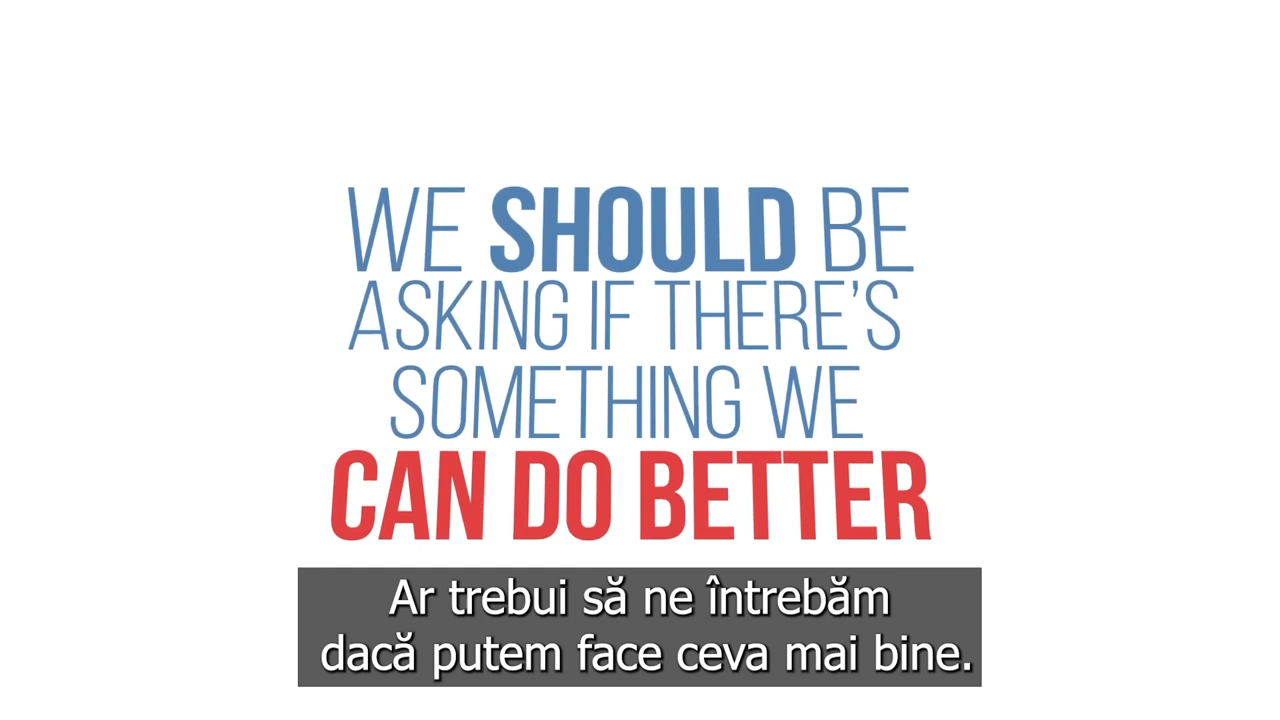 WE SHOULD BE
ASKING IF THERE'S
SOMETHING WE
CAN DO BETTER
Ar trebui să ne întrebăm
dacă putem face ceva mai bine.